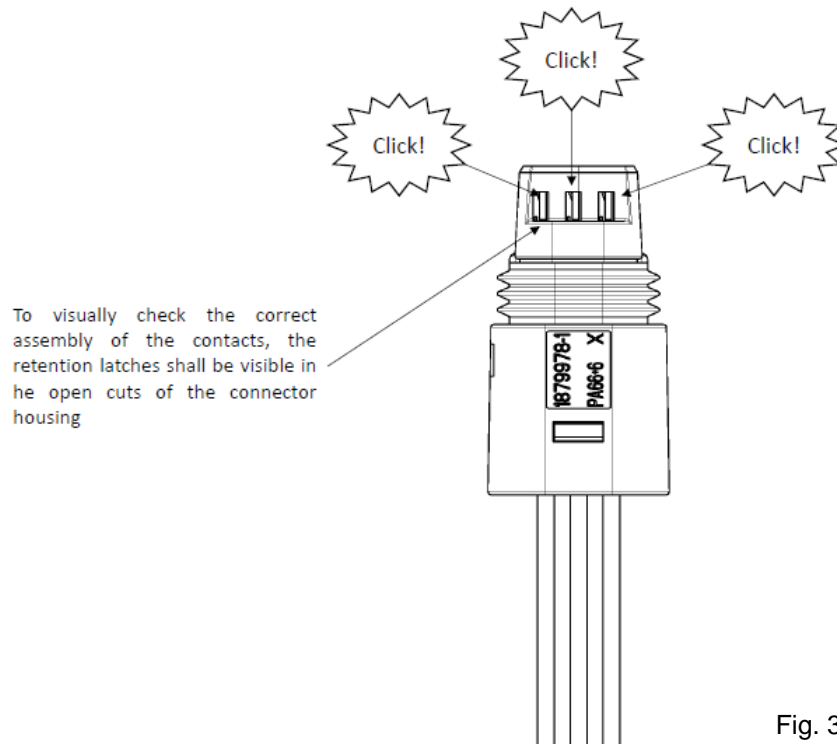 Click!
Click!
Click!
To visually check the correct
assembly of the contacts, the
retention latches shall be visible in
he open cuts of the connector
housing
1879978-1
PA66+6 X
Fig. 3